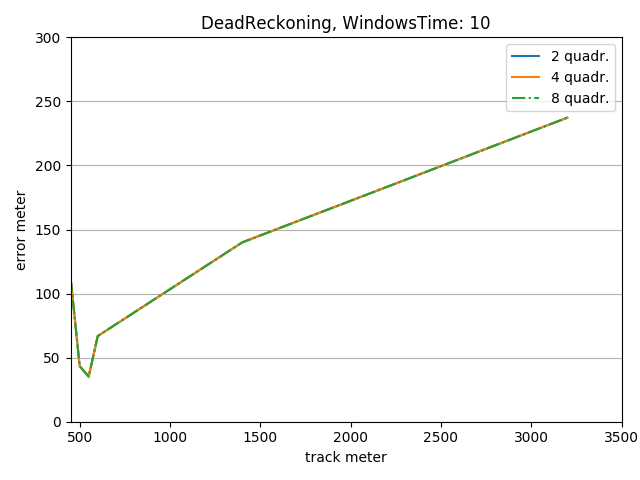 DeadReckoning, WindowsTime: 10
2 quadr.
4 quadr.
8 quadr.
300
250
200
150
100
50
0
error meter
500 1000 1500 2000 2500 3000 3500
track meter